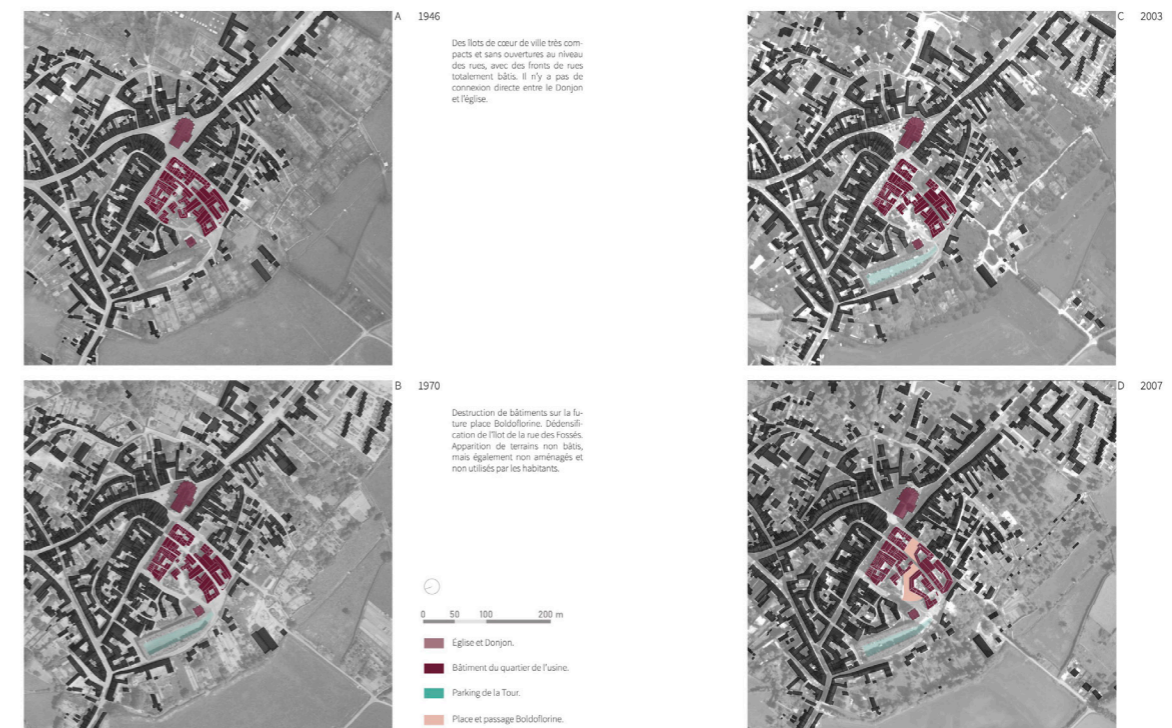 A 1946
Des îlots de cœur de ville très com-
pacts et sans ouvertures au niveau
des rues, avec des fronts de rues
totalement bâtis. Il n'y a pas de
connexion directe entre le Donjon
et l'église.
C 2003
B 1970
Destruction de bâtiments sur la fu-
ture place Boldoflorine. Dédensifi-
cation de l'îlot de la rue des Fossés.
Apparition de terrains non bâtis,
mais également non aménagés et
non utilisés par les habitants.
0 50 100 200 m
Église et Donjon.
Bâtiment du quartier de l'usine.
Parking de la Tour.
Place et passage Boldoflorine.
D 2007